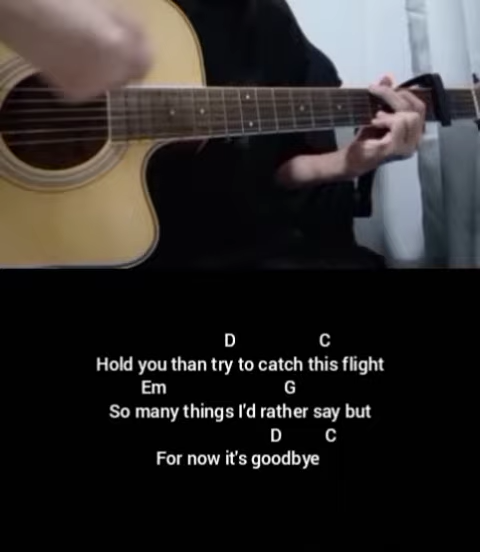 D C
Hold you than try to catch this flight
Em G
So many things I'd rather say but
D C
For now it's goodbye